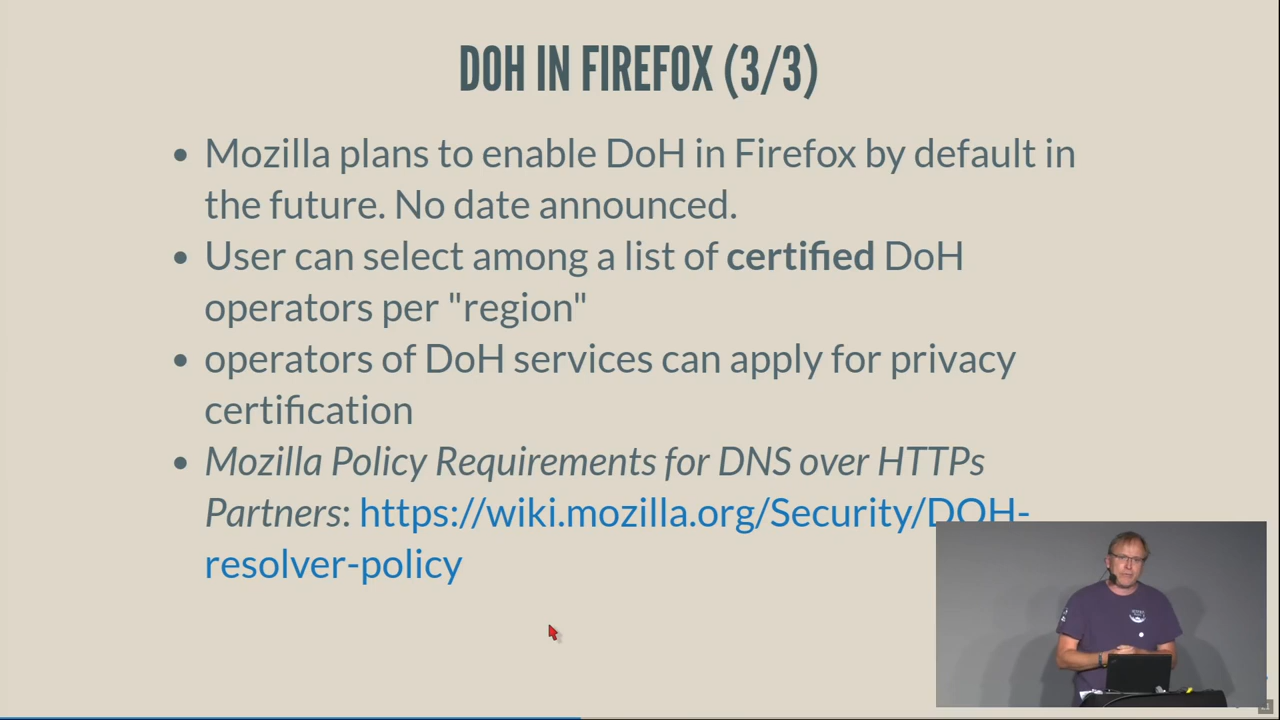 DOH IN FIREFOX (3/3)
• Mozilla plans to enable DoH in Firefox by default in
the future. No date announced.
• User can select among a list of certified DoH
operators per "region"
• operators of DoH services can apply for privacy
certification
• Mozilla Policy Requirements for DNS over HTTPs
Partners: https://wiki.mozilla.org/Security/DOH-
resolver-policy